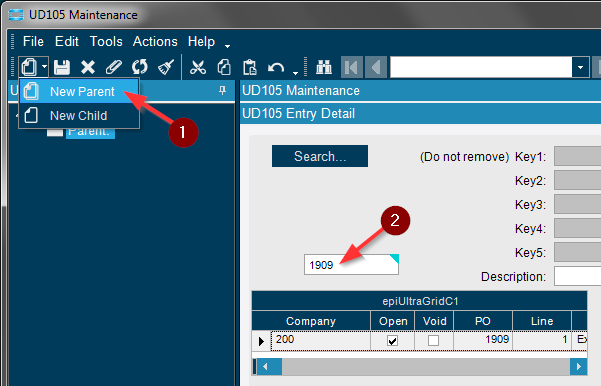 UD105 Maintenance
File Edit Tools Actions Help
New Parent
New Child
1
Parent:
UD105 Maintenance
UD105 Entry Detail
Search...
(Do not remove) Key1:
Key2:
Key3:
Key4:
Key5:
2
1909
Description:
epiUltraGridC1
Company Open Void PO Line
200 1909 1 Ex